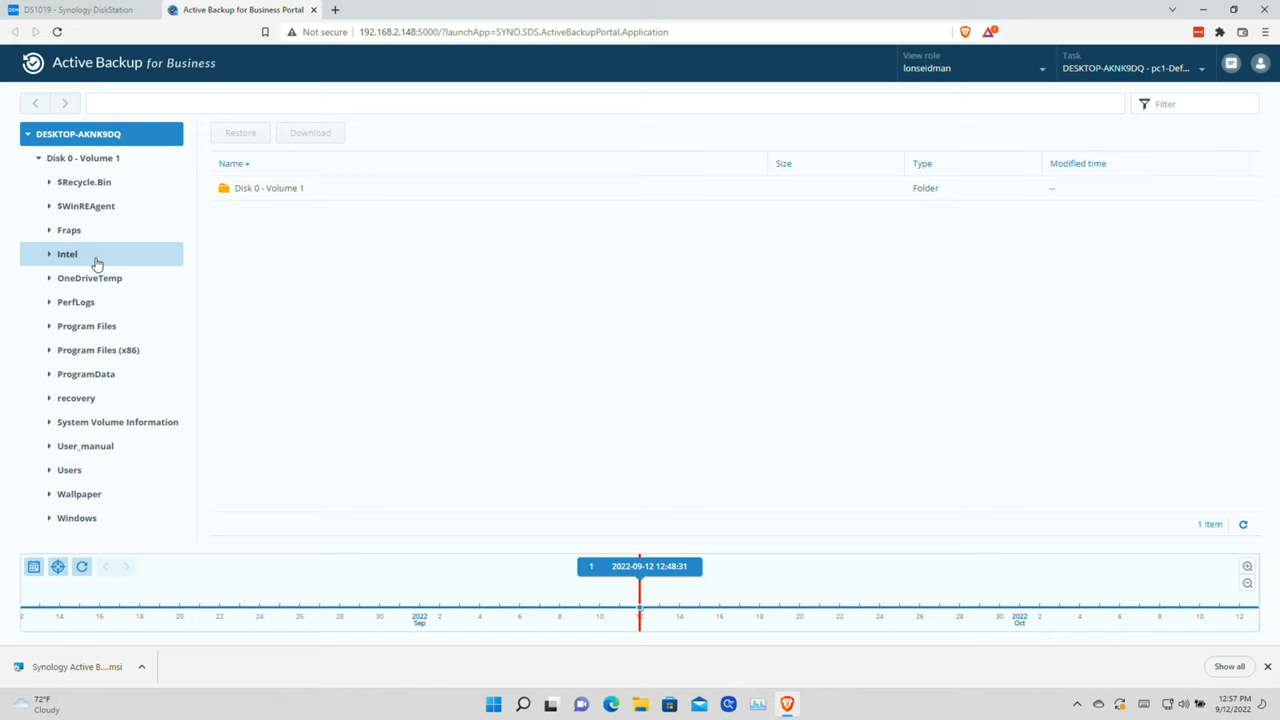 DS1019 - Synology DiskStation
Active Backup for Business Portal
Not secure
192.168.2.148:5000/?launchApp=SYNO.SDS.ActiveBackupPortal.Application
Active Backup for Business
View role
lonseidman
Task
DESKTOP-AKNK9DQ - pc1-Def...
Filter
DESKTOP-AKNK9DQ
Disk 0 - Volume 1
$Recycle.Bin
$WinREAgent
Fraps
Intel
OneDriveTemp
PerfLogs
Program Files
Program Files (x86)
ProgramData
recovery
System Volume Information
User_manual
Users
Wallpaper
Windows
Restore
Download
Name
Size
Type
Modified time
Disk 0 - Volume 1
Folder
--
1 item
1 2022-09-12 12:48:31
2 14 16 18 20 22 24 26 28 30 2022 Sep 2 4 6 8 10 12 14 16 18 20 22 24 26 28 30 2022 Oct 2 4 6 8 10 12
Synology Active B....msi
Show all
72°F
Cloudy
12:57 PM
9/12/2022